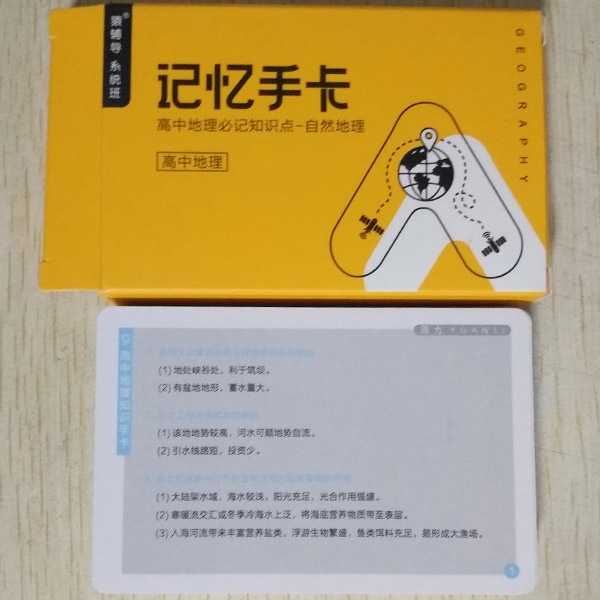 猿辅导®系统班
记忆手卡
高中地理必记知识点-自然地理
高中地理
GEOGRAPHY
YUANLI
高中地理知识手卡
(1)地处峡谷处，利于筑坝。
(2)有盆地地形，蓄水量大。
(1)该地地势较高，河水可顺地势自流。
(2)引水线路短，投资少。
(1)大陆架水域，海水较浅，阳光充足，光合作用强盛。
(2)寒暖流交汇或冬季冷海水上泛，将海底营养物质带至表层。
(3)入海河流带来丰富营养盐类，浮游生物繁盛，鱼类饵料充足，易形成大渔场。
1